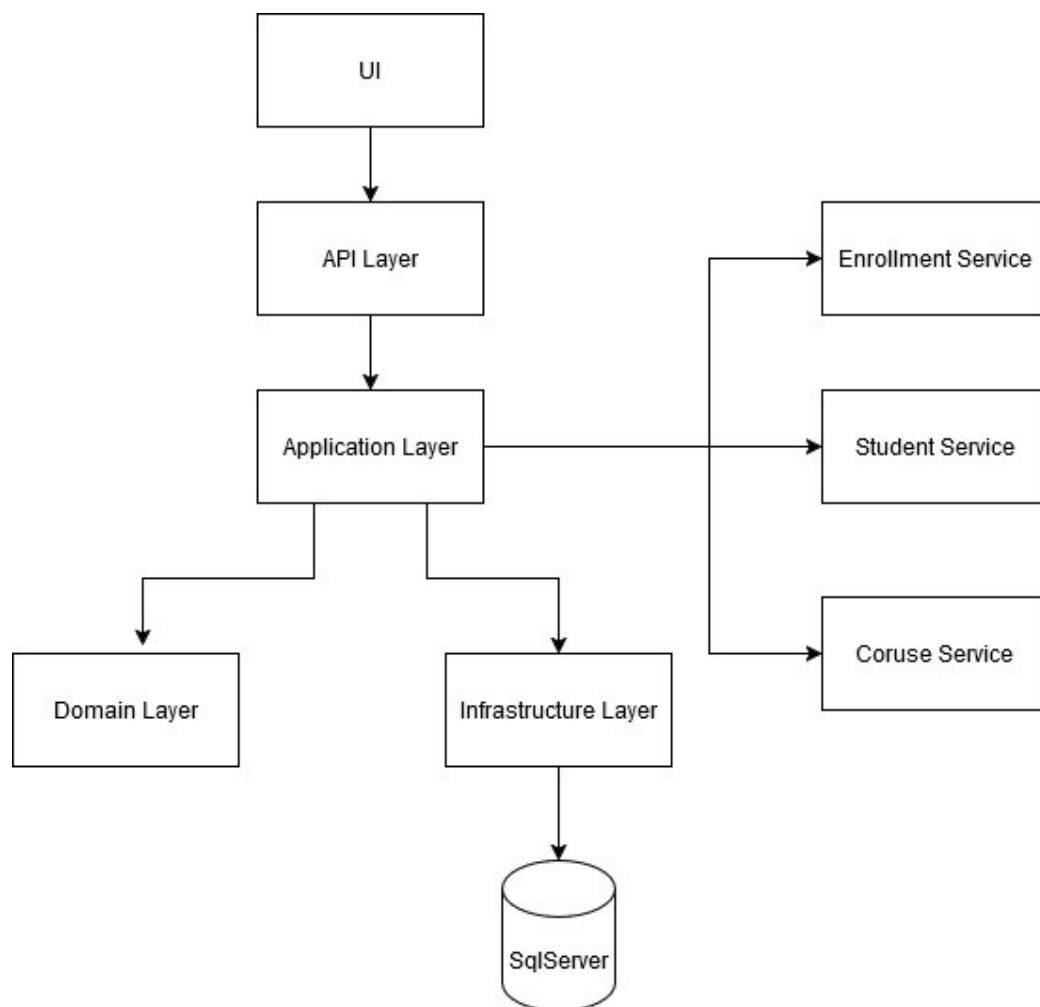 UI
API Layer
Enrollment Service
Application Layer
Student Service
Coruse Service
Domain Layer
Infrastructure Layer
SqlServer